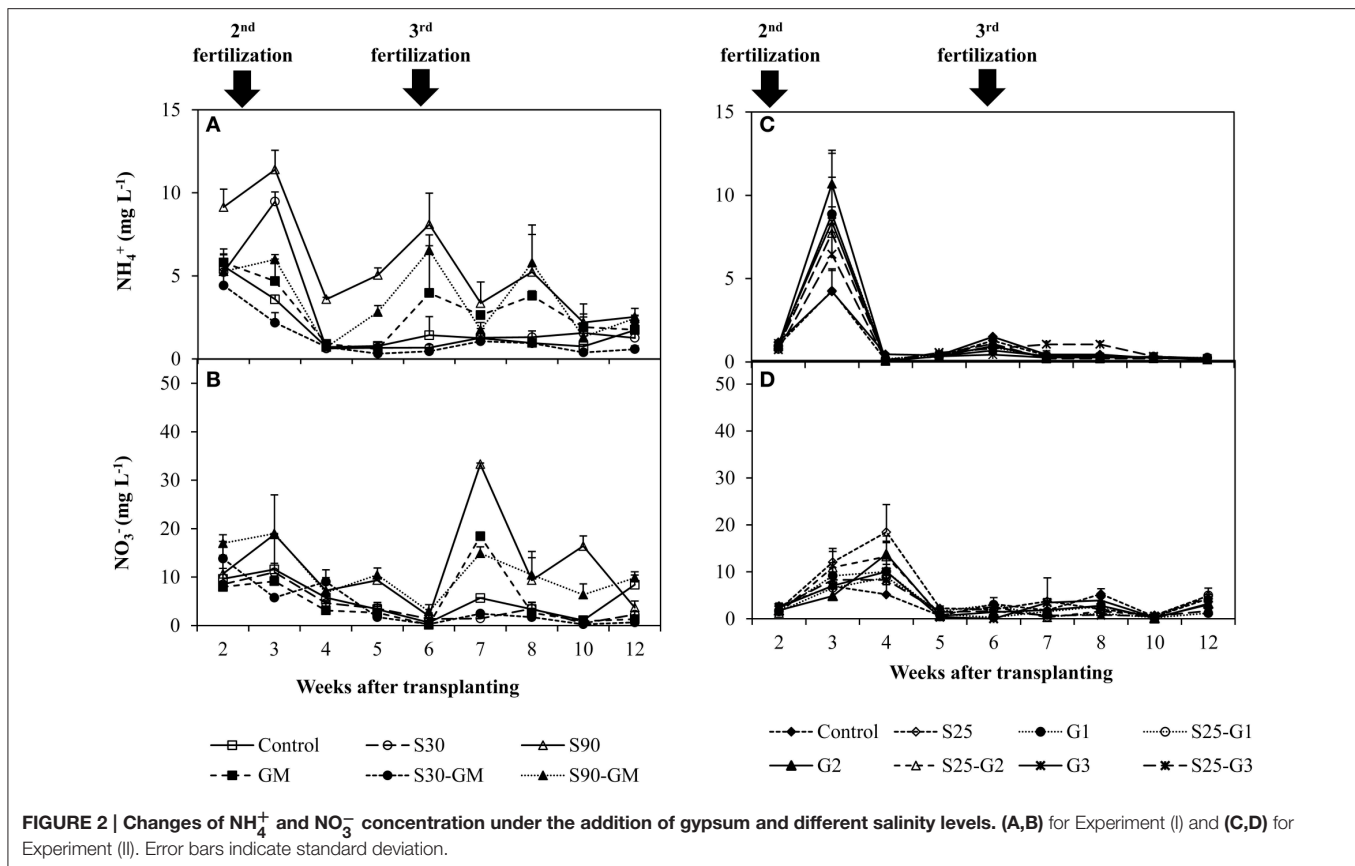 2nd fertilization
3rd fertilization
2nd fertilization
3rd fertilization
A
15
10
5
0
NH4+ (mg L-1)
B
50
40
30
20
10
0
NO3- (mg L-1)
2 3 4 5 6 7 8 10 12
Weeks after transplanting
Control S30 S90
GM S30-GM S90-GM
C
15
10
5
0
D
50
40
30
20
10
0
2 3 4 5 6 7 8 10 12
Weeks after transplanting
Control S25 G1 S25-G1
G2 S25-G2 G3 S25-G3
FIGURE 2 | Changes of NH4+ and NO3- concentration under the addition of gypsum and different salinity levels. (A,B) for Experiment (I) and (C,D) for
Experiment (II). Error bars indicate standard deviation.